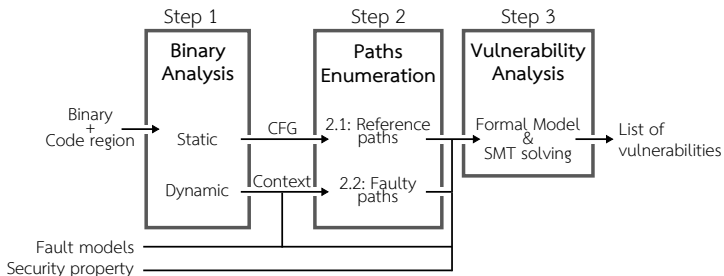 Step 1
Step 2
Step 3
Binary
Analysis
Paths
Enumeration
Vulnerability
Analysis
Binary
+
Code region
Static
CFG
2.1: Reference
paths
Formal Model
&
SMT solving
List of
vulnerabilities
Dynamic
Context
2.2: Faulty
paths
Fault models
Security property